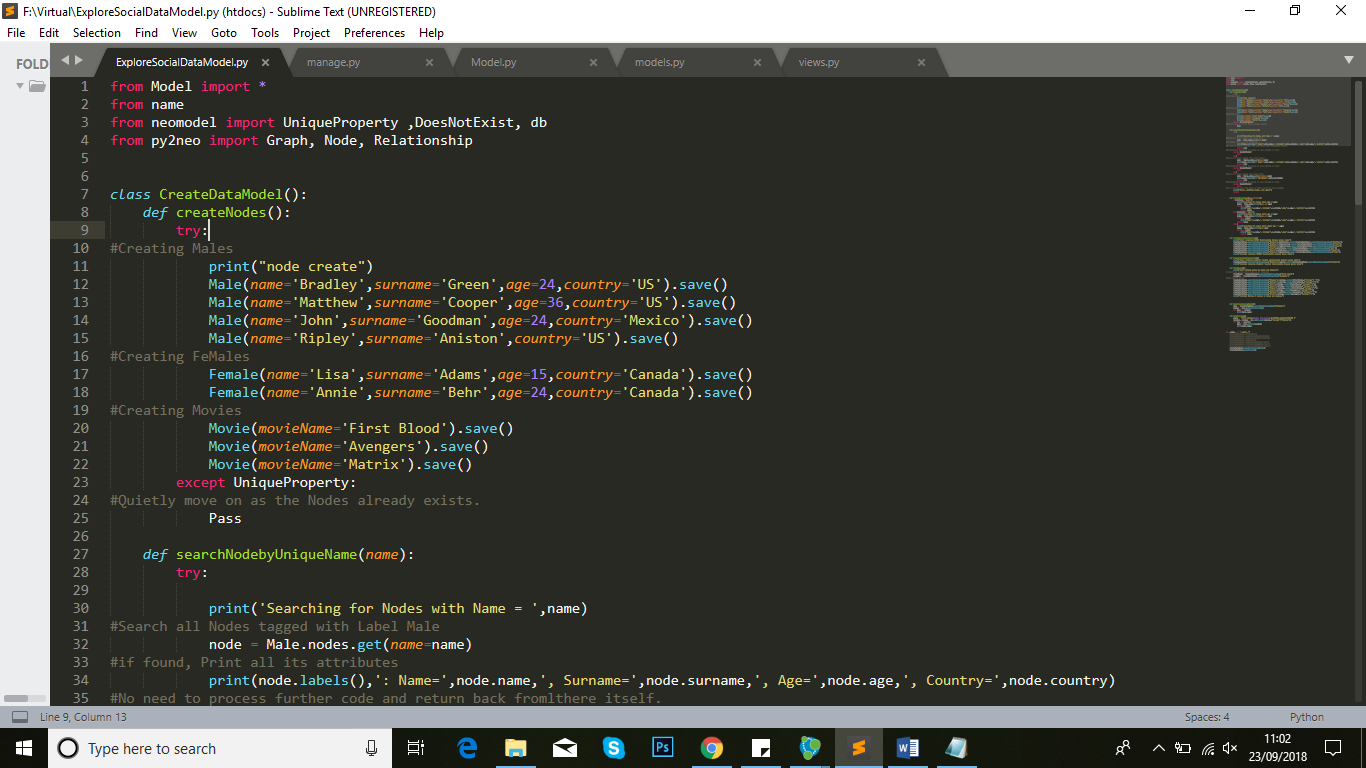 F:\Virtual\ExploreSocialDataModel.py (htdocs) - Sublime Text (UNREGISTERED)
File Edit Selection Find View Goto Tools Project Preferences Help
FOLD
ExploreSocialDataModel.py × manage.py × Model.py × models.py × views.py ×
1 from Model import *
2 from name
3 from neomodel import UniqueProperty ,DoesNotExist, db
4 from py2neo import Graph, Node, Relationship
5
6
7 class CreateDataModel():
8     def createNodes():
9         try:
10 #Creating Males
11             print("node create")
12             Male(name='Bradley',surname='Green',age=24,country='US').save()
13             Male(name='Matthew',surname='Cooper',age=36,country='US').save()
14             Male(name='John',surname='Goodman',age=24,country='Mexico').save()
15             Male(name='Ripley',surname='Aniston',country='US').save()
16 #Creating FeMales
17             Female(name='Lisa',surname='Adams',age=15,country='Canada').save()
18             Female(name='Annie',surname='Behr',age=24,country='Canada').save()
19 #Creating Movies
20             Movie(movieName='First Blood').save()
21             Movie(movieName='Avengers').save()
22             Movie(movieName='Matrix').save()
23         except UniqueProperty:
24 #Quietly move on as the Nodes already exists.
25             Pass
26
27     def searchNodebyUniqueName(name):
28         try:
29
30             print('Searching for Nodes with Name = ',name)
31 #Search all Nodes tagged with Label Male
32             node = Male.nodes.get(name=name)
33 #if found, Print all its attributes
34             print(node.labels(),': Name=',node.name,', Surname=',node.surname,', Age=',node.age,', Country=',node.country)
35 #No need to process further code and return back fromlthere itself.
Line 9, Column 13 Spaces: 4 Python
Type here to search
11:02
23/09/2018